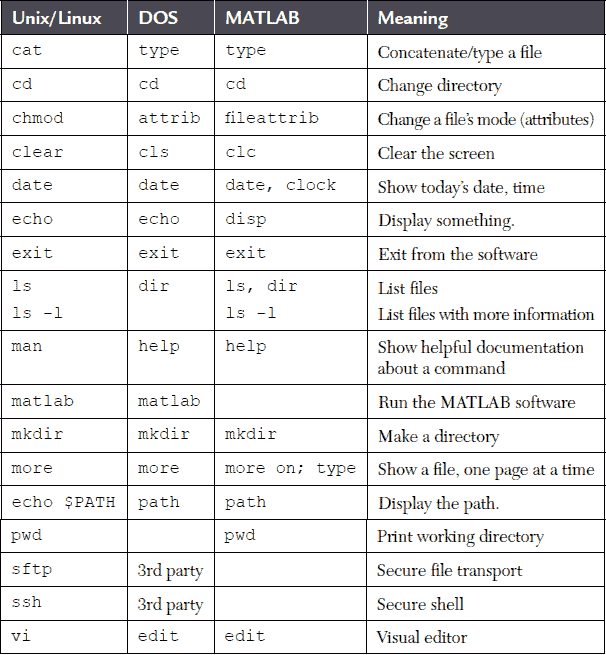 Unix/Linux DOS MATLAB Meaning
cat type type Concatenate/type a file
cd cd cd Change directory
chmod attrib fileattrib Change a file’s mode (attributes)
clear cls clc Clear the screen
date date date, clock Show today’s date, time
echo echo disp Display something.
exit exit exit Exit from the software
ls dir ls, dir List files
ls -l ls -l List files with more information
man help help Show helpful documentation
about a command
matlab matlab Run the MATLAB software
mkdir mkdir mkdir Make a directory
more more more on; type Show a file, one page at a time
echo $PATH path path Display the path.
pwd pwd Print working directory
sftp 3rd party Secure file transport
ssh 3rd party Secure shell
vi edit edit Visual editor